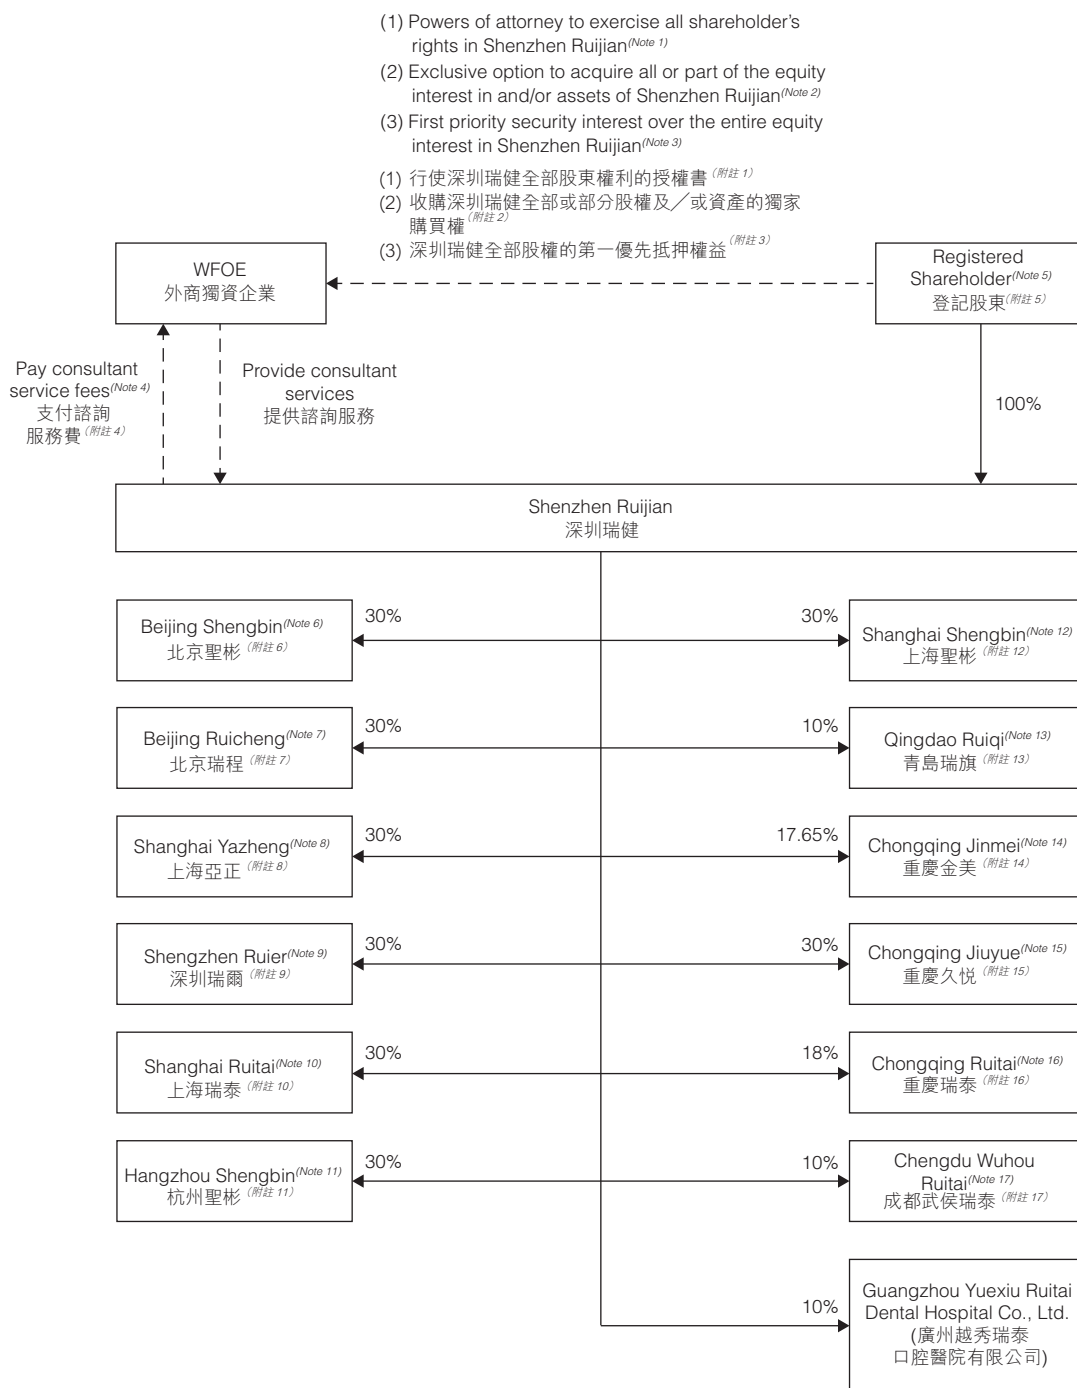 (1) Powers of attorney to exercise all shareholder's
rights in Shenzhen Ruijian(Note 1)
(2) Exclusive option to acquire all or part of the equity
interest in and/or assets of Shenzhen Ruijian(Note 2)
(3) First priority security interest over the entire equity
interest in Shenzhen Ruijian(Note 3)
(1) 行使深圳瑞健全部股東權利的授權書(附註 1)
(2) 收購深圳瑞健全部或部分股權及／或資產的獨家
購買權(附註 2)
(3) 深圳瑞健全部股權的第一優先抵押權益(附註 3)
WFOE
外商獨資企業
Registered
Shareholder(Note 5)
登記股東(附註 5)
Pay consultant
service fees(Note 4)
支付諮詢
服務費(附註 4)
Provide consultant
services
提供諮詢服務
100%
Shenzhen Ruijian
深圳瑞健
Beijing Shengbin(Note 6)
北京聖彬(附註 6)
30%
30%
Shanghai Shengbin(Note 12)
上海聖彬(附註 12)
Beijing Ruicheng(Note 7)
北京瑞程(附註 7)
30%
10%
Qingdao Ruiqi(Note 13)
青島瑞旗(附註 13)
Shanghai Yazheng(Note 8)
上海亞正(附註 8)
30%
17.65%
Chongqing Jinmei(Note 14)
重慶金美(附註 14)
Shengzhen Ruier(Note 9)
深圳瑞爾(附註 9)
30%
30%
Chongqing Jiuyue(Note 15)
重慶久悦(附註 15)
Shanghai Ruitai(Note 10)
上海瑞泰(附註 10)
30%
18%
Chongqing Ruitai(Note 16)
重慶瑞泰(附註 16)
Hangzhou Shengbin(Note 11)
杭州聖彬(附註 11)
30%
10%
Chengdu Wuhou
Ruitai(Note 17)
成都武侯瑞泰(附註 17)
10%
Guangzhou Yuexiu Ruitai
Dental Hospital Co., Ltd.
(廣州越秀瑞泰
口腔醫院有限公司)